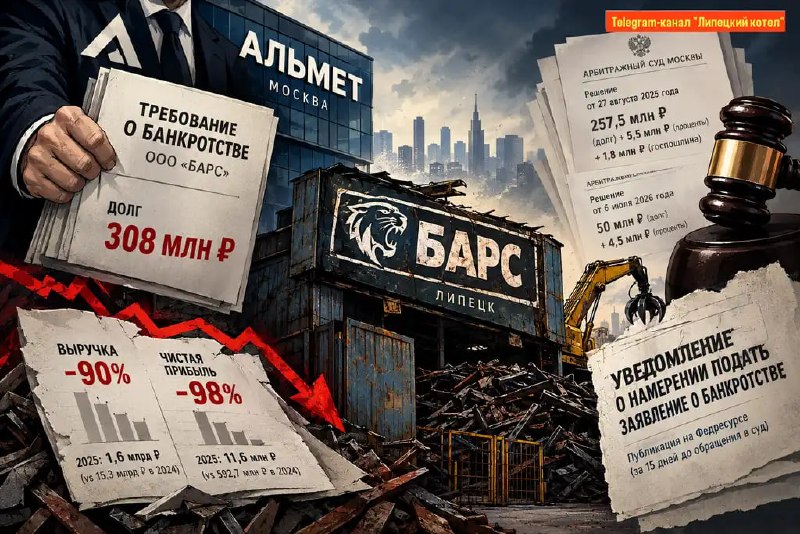 Telegram-канал "Липецкий котел"
АЛЬМЕТ
МОСКВА
ТРЕБОВАНИЕ
О БАНКРОТСТВЕ
ООО «БАРС»
ДОЛГ
308 МЛН ₽
АРБИТРАЖНЫЙ СУД МОСКВЫ
Решение
от 27 августа 2025 года
257,5 МЛН ₽
(долг) + 5,5 млн ₽ (проценты)
+ 1,8 млн ₽ (госпошлина)
Решение
от 6 июля 2026 года
50 МЛН ₽ (долг)
+ 4,5 млн ₽ (проценты)
БАРС
ЛИПЕЦК
ВЫРУЧКА
-90%
2025: 1,6 млрд ₽
(vs 15,3 млрд ₽ в 2024)
ЧИСТАЯ
ПРИБЫЛЬ
-98%
2025: 11,6 млн ₽
(vs 592,7 млн ₽ в 2024)
УВЕДОМЛЕНИЕ
О НАМЕРЕНИИ ПОДАТЬ
ЗАЯВЛЕНИЕ О БАНКРОТСТВЕ
Публикация на Федресурсе
(за 15 дней до обращения в суд)